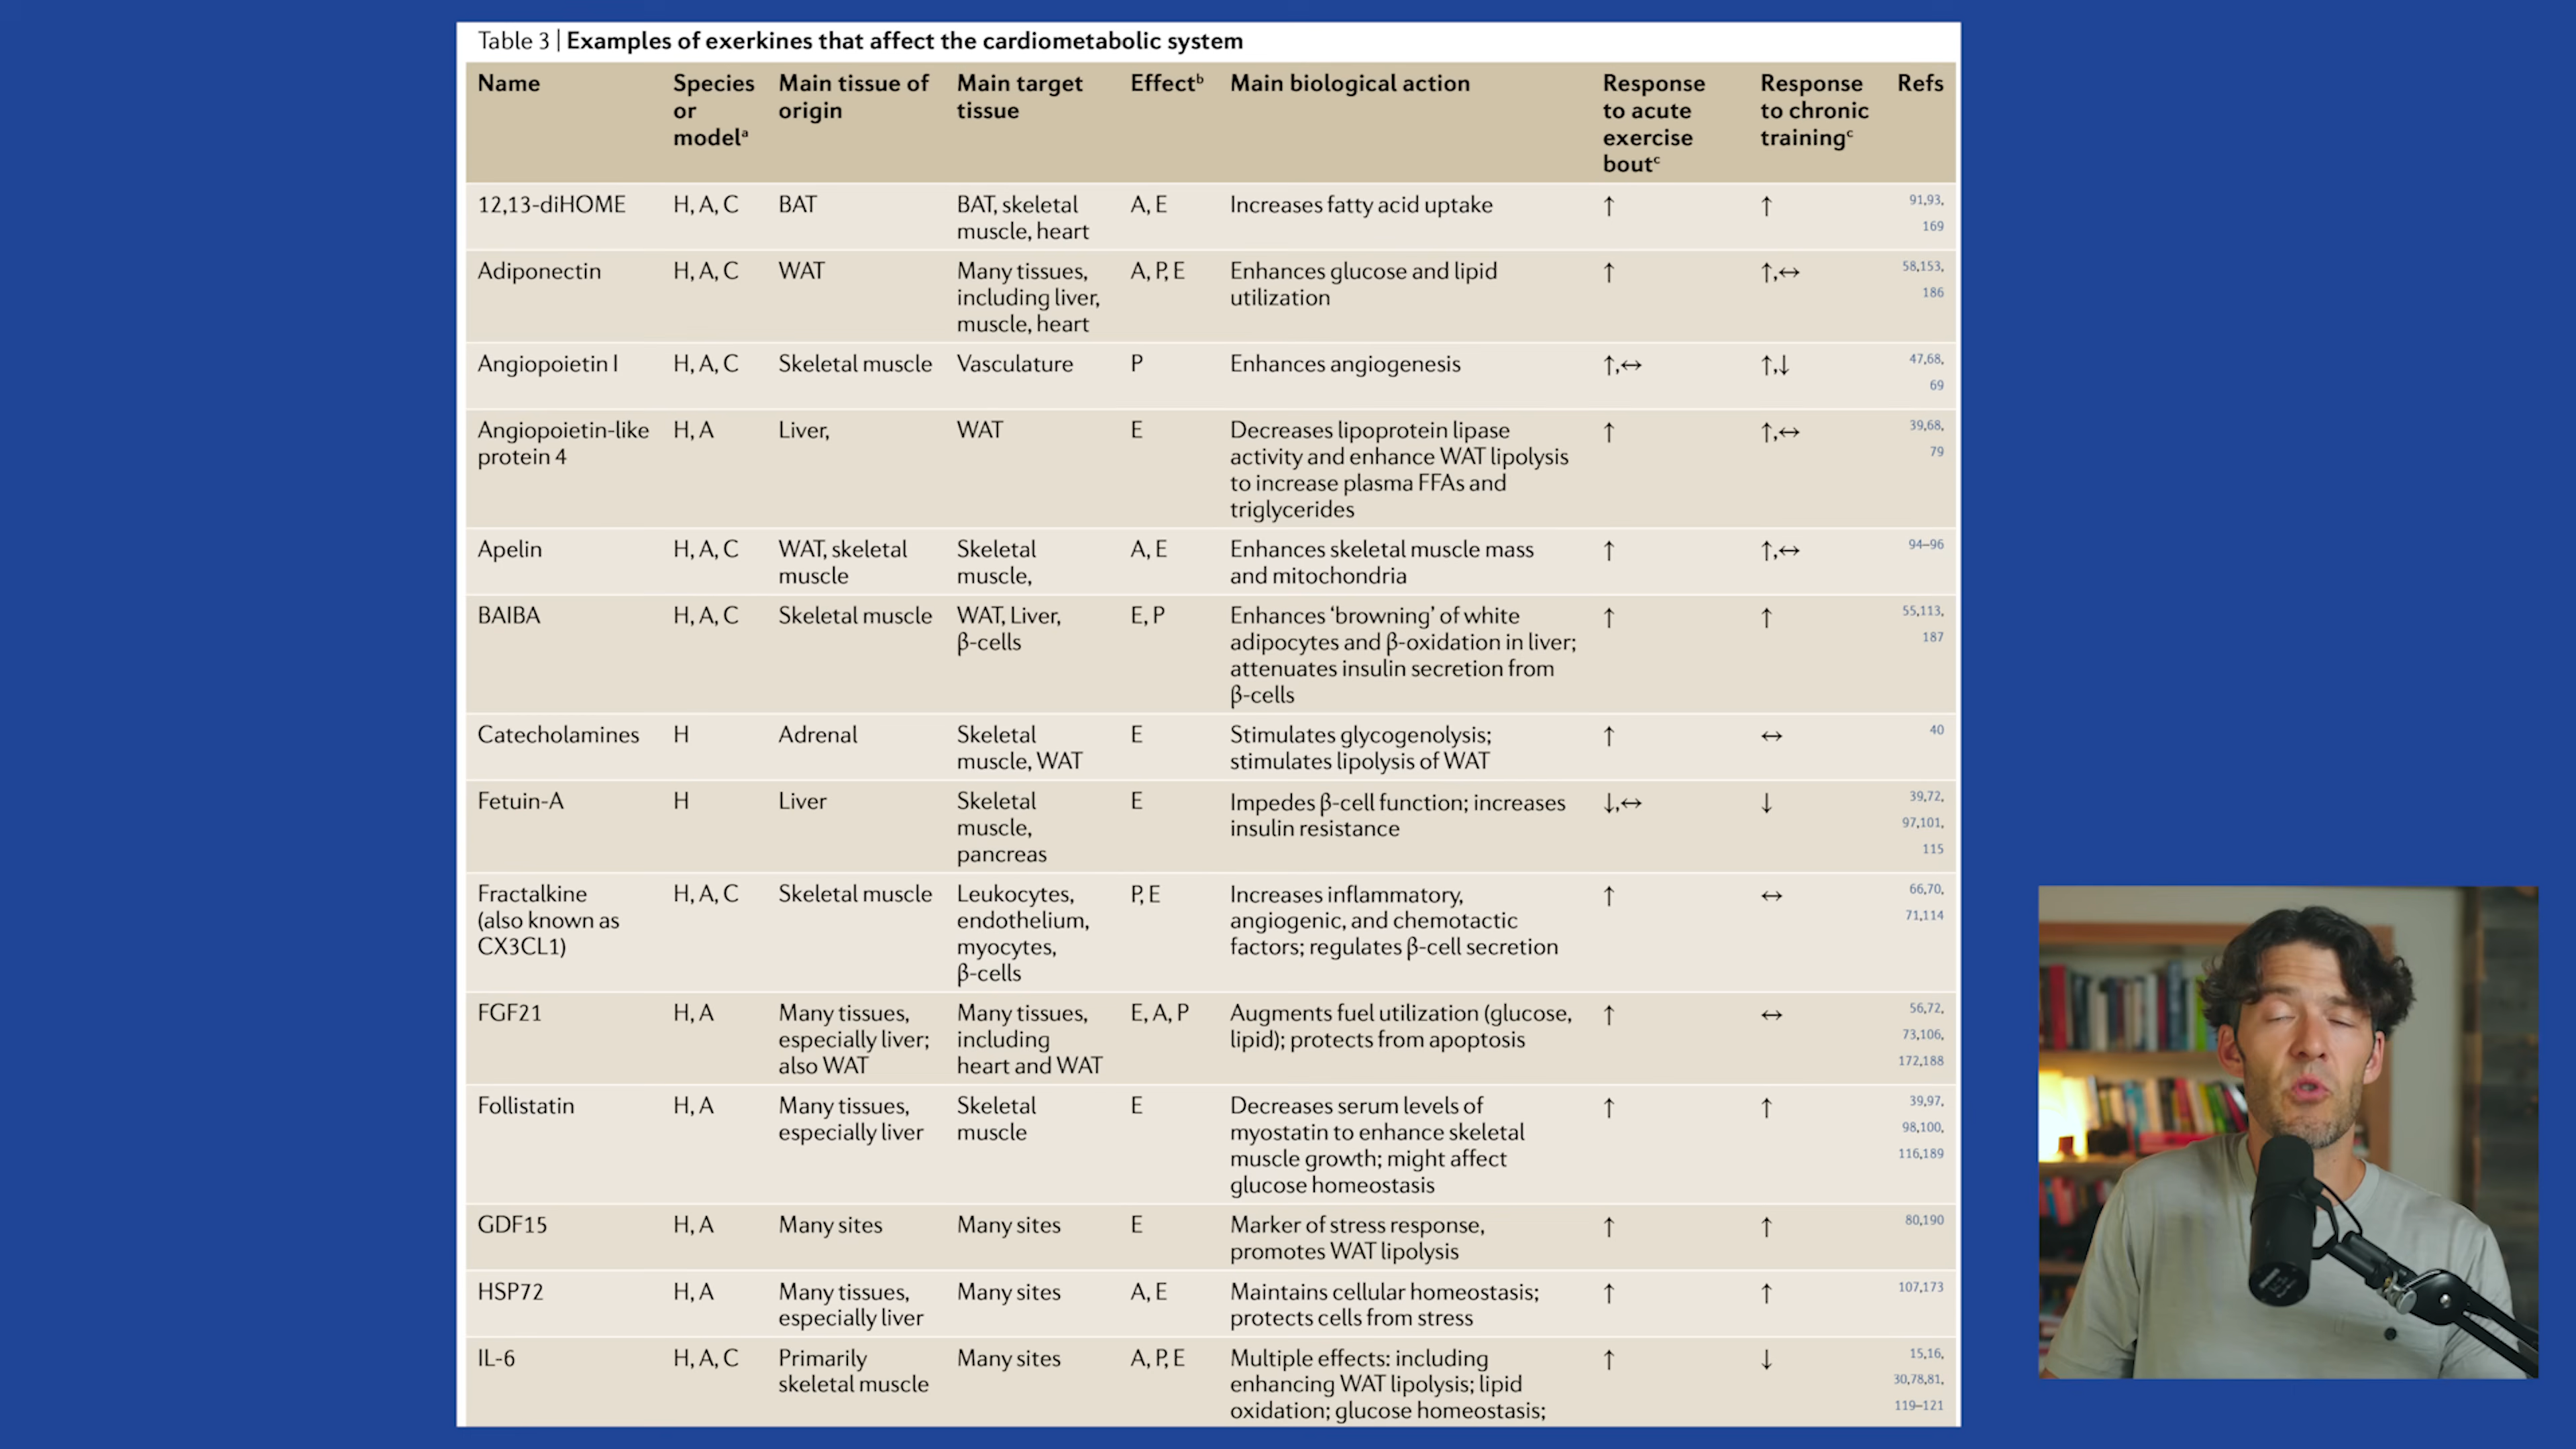 Table 3 | Examples of exerkines that affect the cardiometabolic system
Name Species or modelᵃ Main tissue of origin Main target tissue Effectᵇ Main biological action Response to acute exercise boutᶜ Response to chronic trainingᶜ Refs
12,13-diHOME H, A, C BAT BAT, skeletal muscle, heart A, E Increases fatty acid uptake ↑ ↑ 91,93, 169
Adiponectin H, A, C WAT Many tissues, including liver, muscle, heart A, P, E Enhances glucose and lipid utilization ↑ ↑,↔ 58,153, 186
Angiopoietin I H, A, C Skeletal muscle Vasculature P Enhances angiogenesis ↑,↔ ↑,↓ 47,68, 69
Angiopoietin-like protein 4 H, A Liver, WAT E Decreases lipoprotein lipase activity and enhance WAT lipolysis to increase plasma FFAs and triglycerides ↑ ↑,↔ 39,68, 79
Apelin H, A, C WAT, skeletal muscle Skeletal muscle, A, E Enhances skeletal muscle mass and mitochondria ↑ ↑,↔ 94–96
BAIBA H, A, C Skeletal muscle WAT, Liver, β-cells E, P Enhances ‘browning’ of white adipocytes and β-oxidation in liver; attenuates insulin secretion from β-cells ↑ ↑ 55,113, 187
Catecholamines H Adrenal Skeletal muscle, WAT E Stimulates glycogenolysis; stimulates lipolysis of WAT ↑ ↔ 40
Fetuin-A H Liver Skeletal muscle, pancreas E Impedes β-cell function; increases insulin resistance ↓,↔ ↓ 39,72, 97,101, 115
Fractalkine (also known as CX3CL1) H, A, C Skeletal muscle Leukocytes, endothelium, myocytes, β-cells P, E Increases inflammatory, angiogenic, and chemotactic factors; regulates β-cell secretion ↑ ↔ 66,70, 71,114
FGF21 H, A Many tissues, especially liver; also WAT Many tissues, including heart and WAT E, A, P Augments fuel utilization (glucose, lipid); protects from apoptosis ↑ ↔ 56,72, 73,106, 172,188
Follistatin H, A Many tissues, especially liver Skeletal muscle E Decreases serum levels of myostatin to enhance skeletal muscle growth; might affect glucose homeostasis ↑ ↑ 39,97, 98,100, 116,189
GDF15 H, A Many sites Many sites E Marker of stress response, promotes WAT lipolysis ↑ ↑ 80,190
HSP72 H, A Many tissues, especially liver Many sites A, E Maintains cellular homeostasis; protects cells from stress ↑ ↑ 107,173
IL-6 H, A, C Primarily skeletal muscle Many sites A, P, E Multiple effects: including enhancing WAT lipolysis; lipid oxidation; glucose homeostasis; ↑ ↓ 15,16, 30,78,81, 119–121